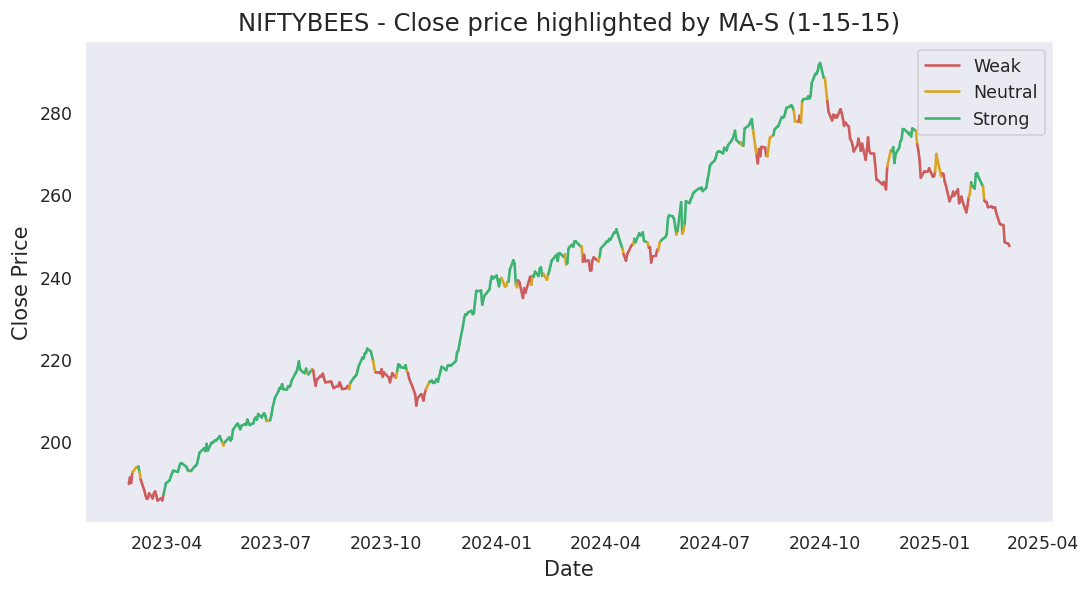 NIFTYBEES - Close price highlighted by MA-S (1-15-15)
Weak
Neutral
Strong
Close Price
280
260
240
220
200
2023-04 2023-07 2023-10 2024-01 2024-04 2024-07 2024-10 2025-01 2025-04
Date